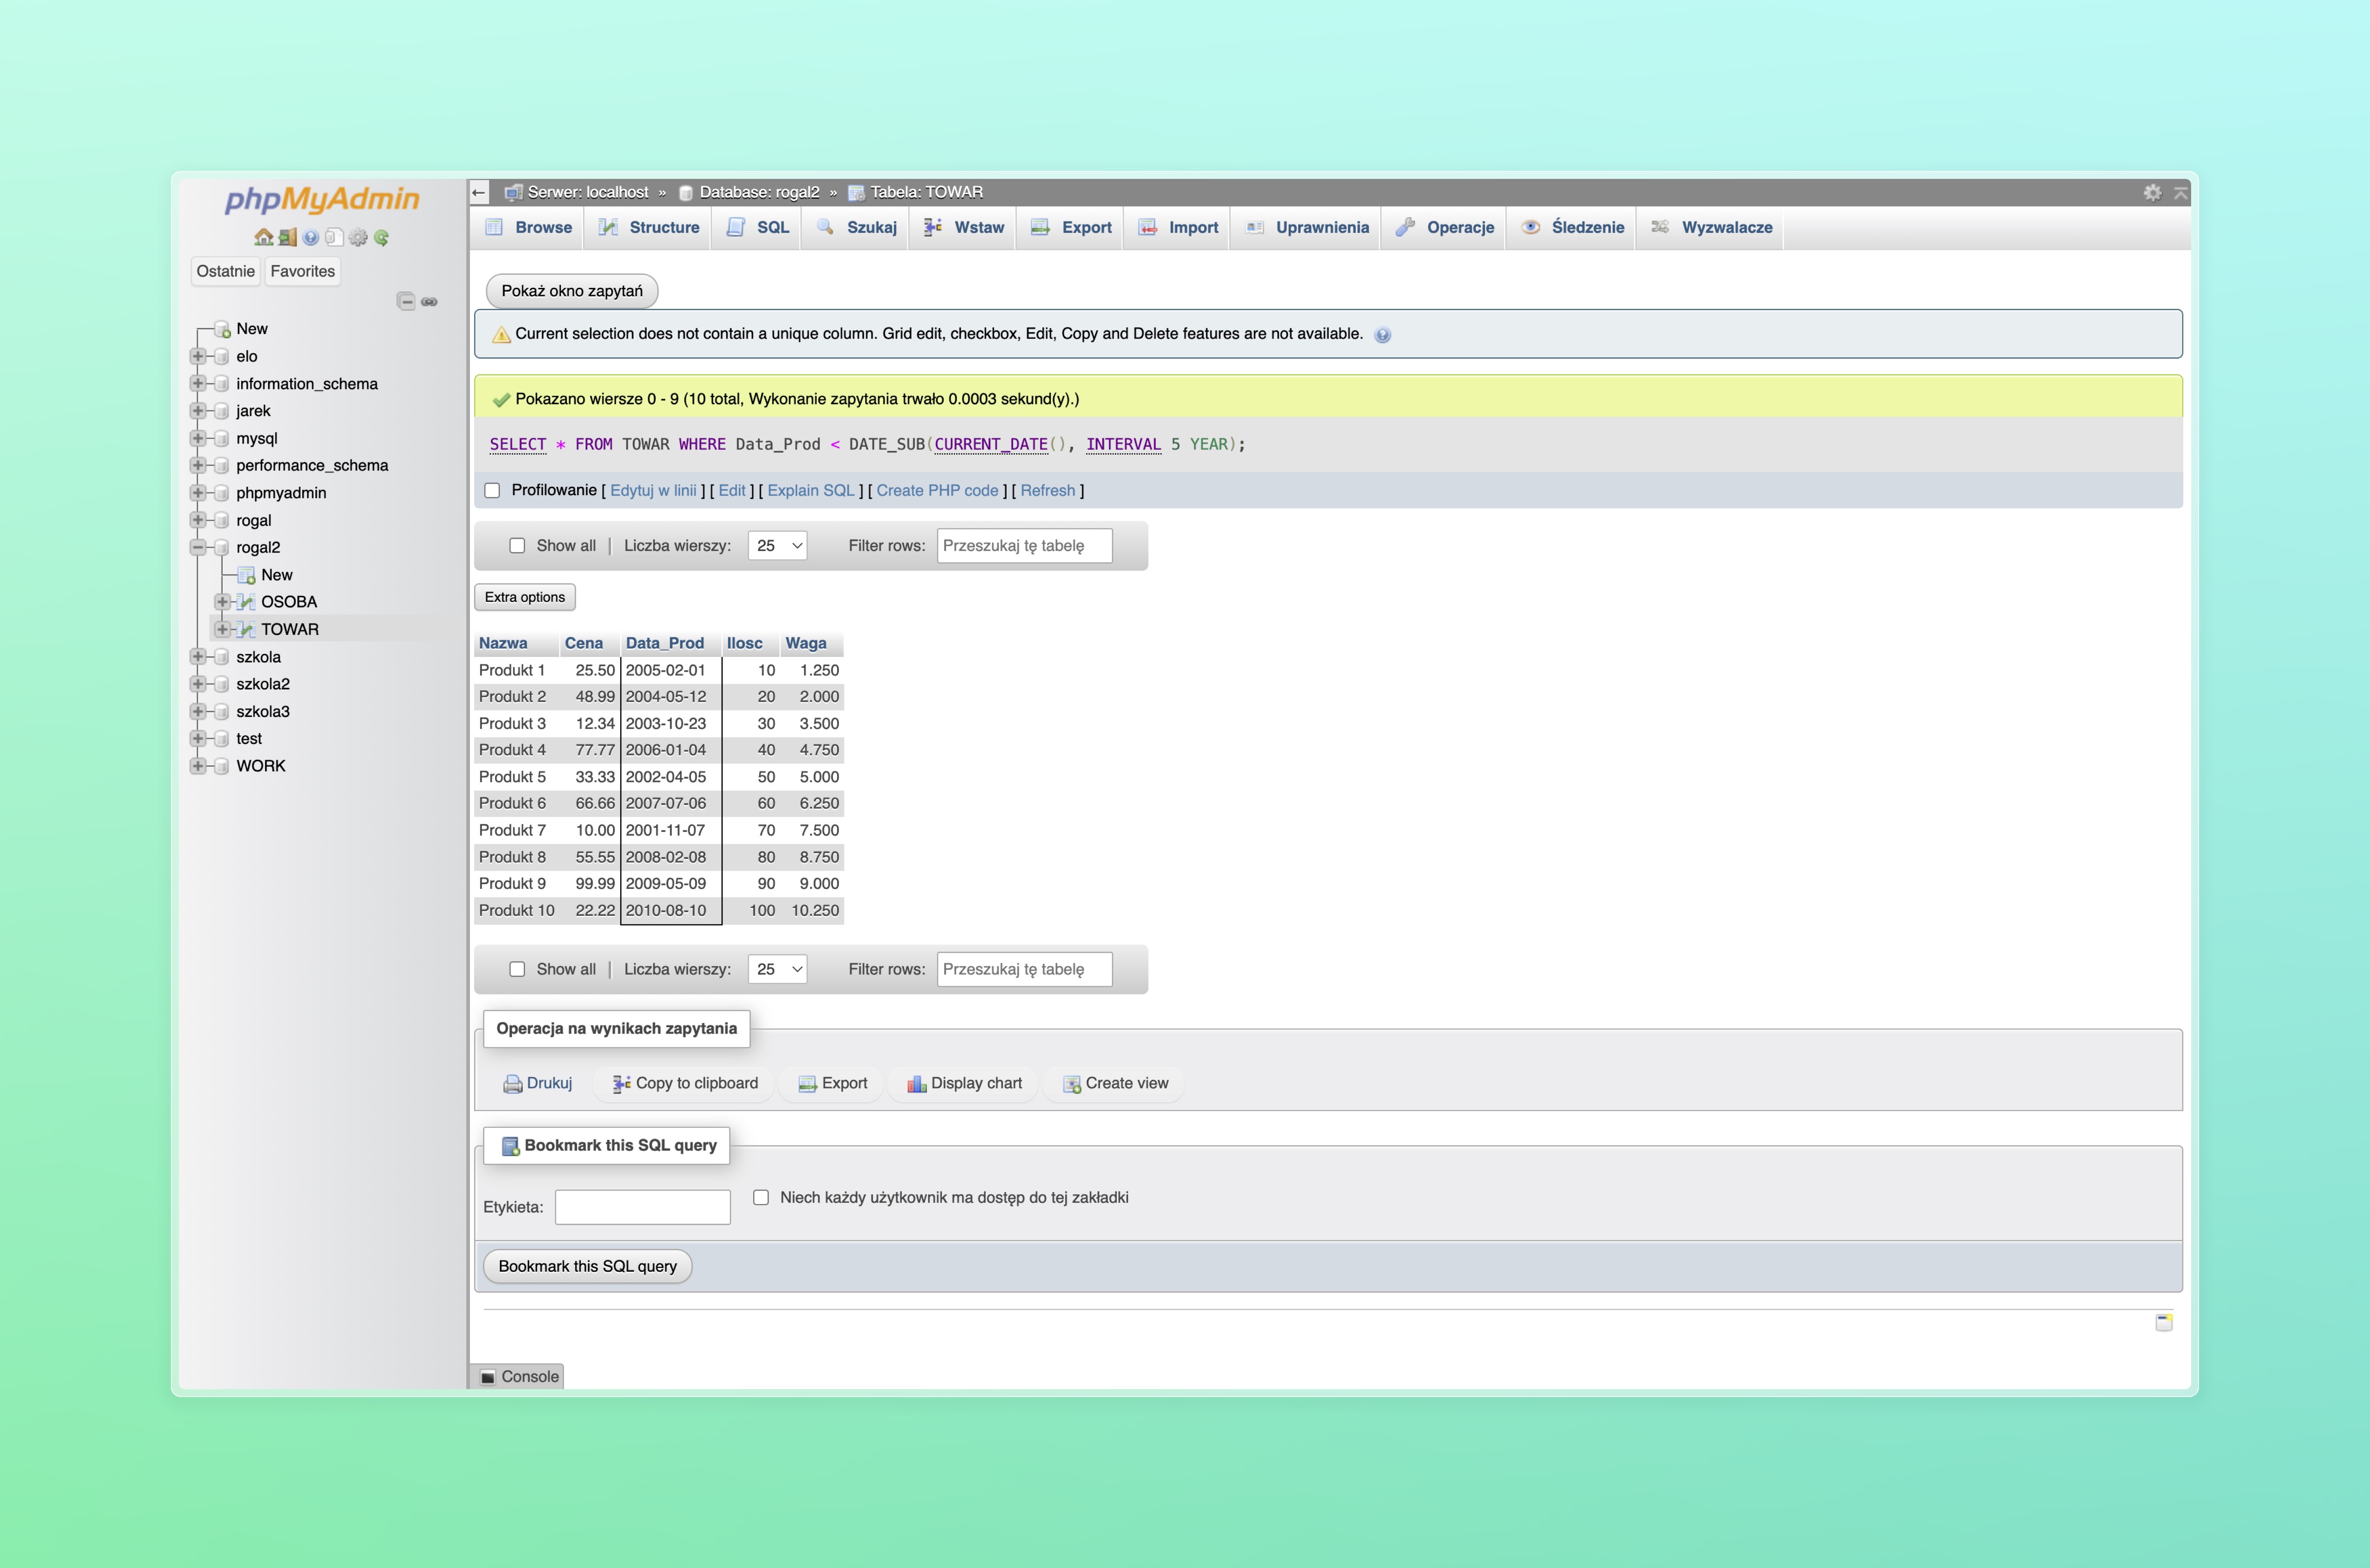 phpMyAdmin
Ostatnie Favorites
New
elo
information_schema
jarek
mysql
performance_schema
phpmyadmin
rogal
rogal2
New
OSOBA
TOWAR
szkola
szkola2
szkola3
test
WORK
Serwer: localhost » Database: rogal2 » Tabela: TOWAR
Browse Structure SQL Szukaj Wstaw Export Import Uprawnienia Operacje Śledzenie Wyzwalacze
Pokaż okno zapytań
Current selection does not contain a unique column. Grid edit, checkbox, Edit, Copy and Delete features are not available.
Pokazano wiersze 0 - 9 (10 total, Wykonanie zapytania trwało 0.0003 sekund(y).)
SELECT * FROM TOWAR WHERE Data_Prod < DATE_SUB(CURRENT_DATE(), INTERVAL 5 YEAR);
Profilowanie [ Edytuj w linii ] [ Edit ] [ Explain SQL ] [ Create PHP code ] [ Refresh ]
Show all | Liczba wierszy: 25 Filter rows: Przeszukaj tę tabelę
Extra options
Nazwa Cena Data_Prod Ilosc Waga
Produkt 1 25.50 2005-02-01 10 1.250
Produkt 2 48.99 2004-05-12 20 2.000
Produkt 3 12.34 2003-10-23 30 3.500
Produkt 4 77.77 2006-01-04 40 4.750
Produkt 5 33.33 2002-04-05 50 5.000
Produkt 6 66.66 2007-07-06 60 6.250
Produkt 7 10.00 2001-11-07 70 7.500
Produkt 8 55.55 2008-02-08 80 8.750
Produkt 9 99.99 2009-05-09 90 9.000
Produkt 10 22.22 2010-08-10 100 10.250
Show all | Liczba wierszy: 25 Filter rows: Przeszukaj tę tabelę
Operacja na wynikach zapytania
Drukuj Copy to clipboard Export Display chart Create view
Bookmark this SQL query
Etykieta: Niech każdy użytkownik ma dostęp do tej zakładki
Bookmark this SQL query
Console